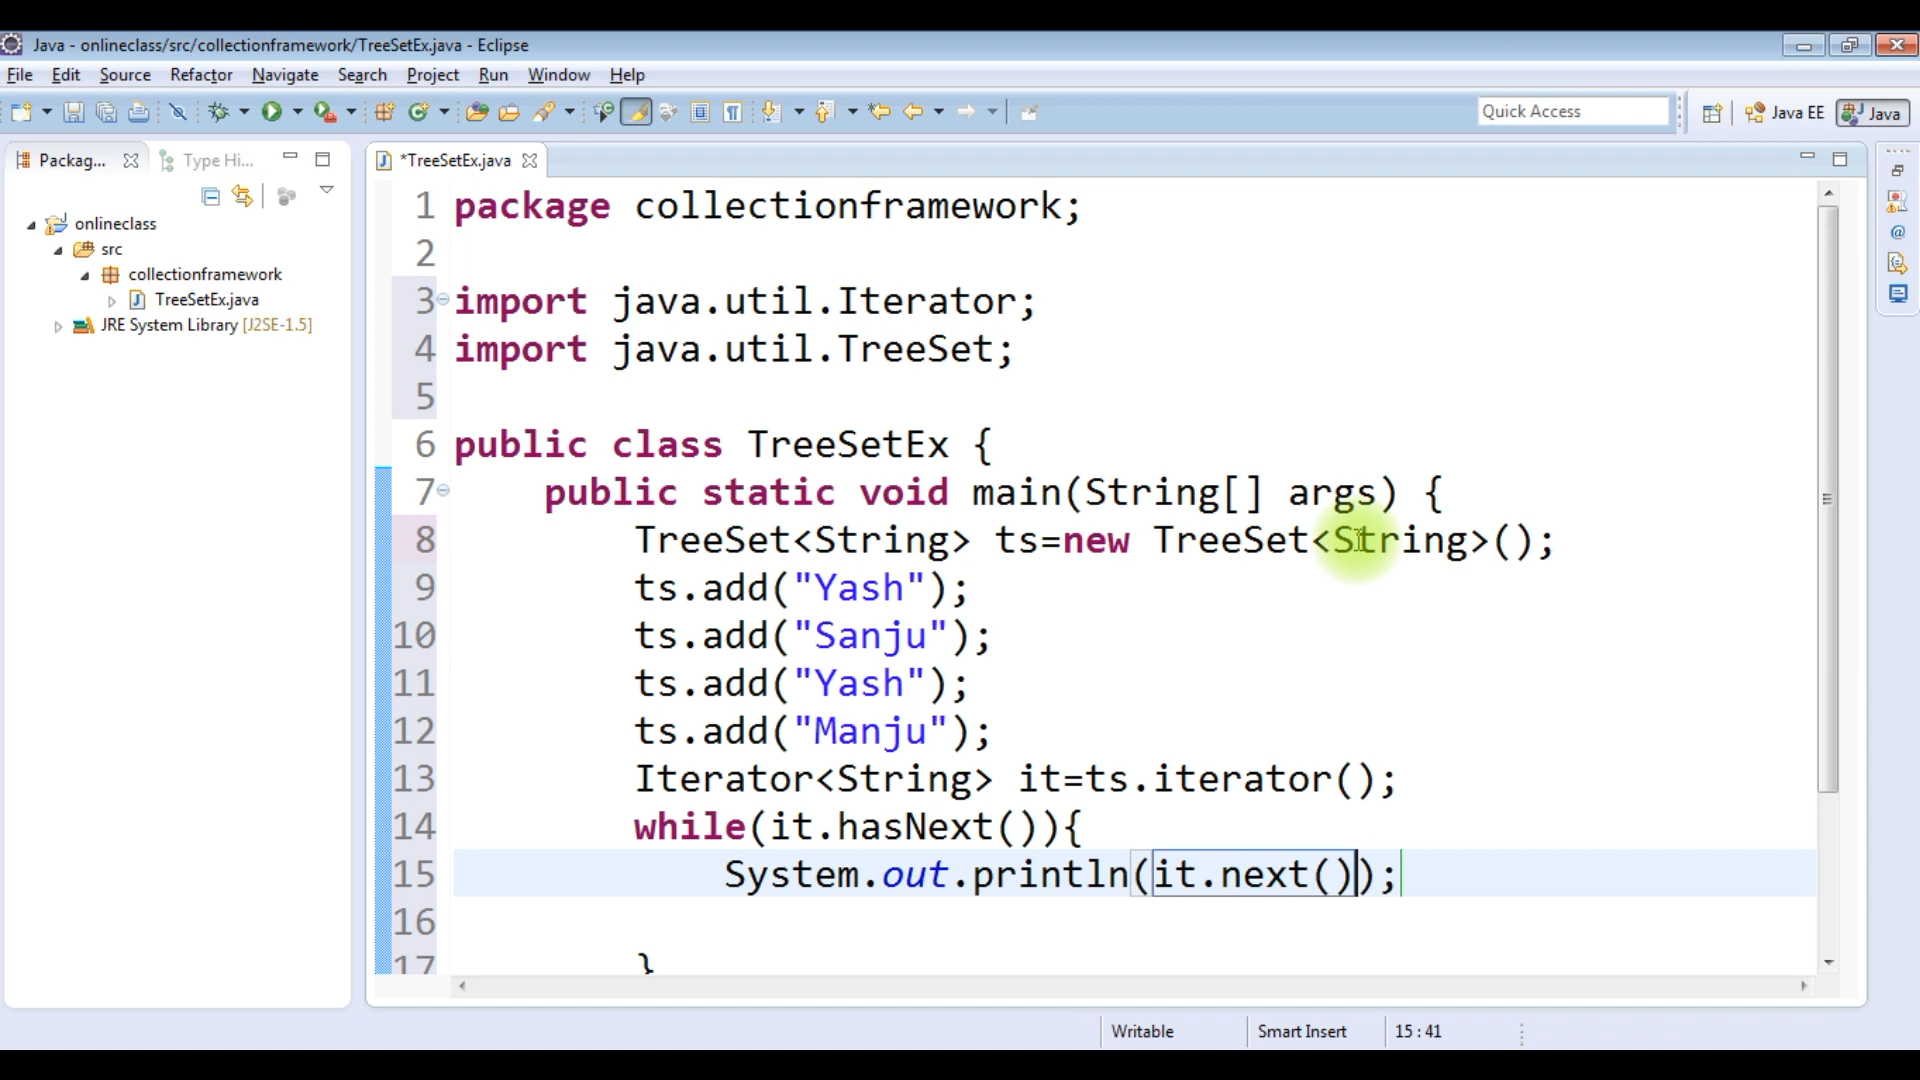 Java - onlineclass/src/collectionframework/TreeSetEx.java - Eclipse
File Edit Source Refactor Navigate Search Project Run Window Help
Quick Access
Java EE
Java
Packag...
Type Hi...
*TreeSetEx.java
onlineclass
src
collectionframework
TreeSetEx.java
JRE System Library [J2SE-1.5]
1 package collectionframework;
2
3 import java.util.Iterator;
4 import java.util.TreeSet;
5
6 public class TreeSetEx {
7 public static void main(String[] args) {
8 TreeSet<String> ts=new TreeSet<String>();
9 ts.add("Yash");
10 ts.add("Sanju");
11 ts.add("Yash");
12 ts.add("Manju");
13 Iterator<String> it=ts.iterator();
14 while(it.hasNext()){
15 System.out.println(it.next());
16
17 }
Writable
Smart Insert
15 : 41